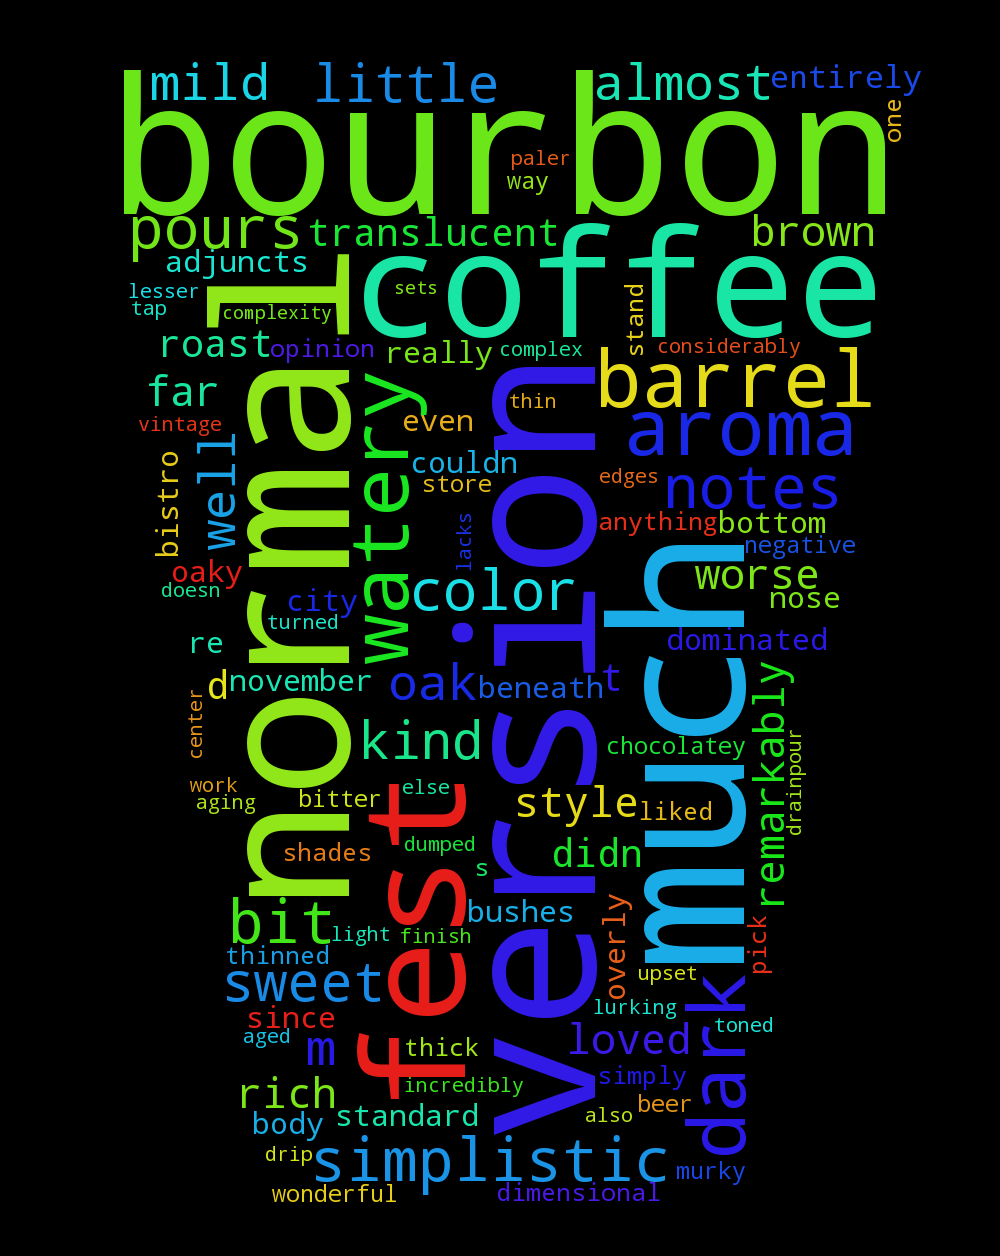 mild
little
almost
entirely
one
bourbon
paler
way
pours
translucent
brown
adjuncts
coffee
lesser
sets
tap
complexity
stand
roast
opinion
really
complex
considerably
far
barrel
vintage
even
thin
aroma
normal
watery
version
bistro
well
couldn
store
edges
notes
lacks
anything
bottom
negative
oaky
doesn
city
color
worse
nose
turned
re
much
dominated
d
november
oak
beneath
t
remarkably
center
kind
chocolatey
drainpour
work
aging
bitter
else
style
liked
fest
shades
dumped
s
didn
bit
light
finish
bushes
overly
pick
thinned
sweet
upset
dark
since
aged
m
thick
lurking
toned
loved
rich
incredibly
simply
body
standard
also
beer
drip
simplistic
murky
wonderful
dimensional